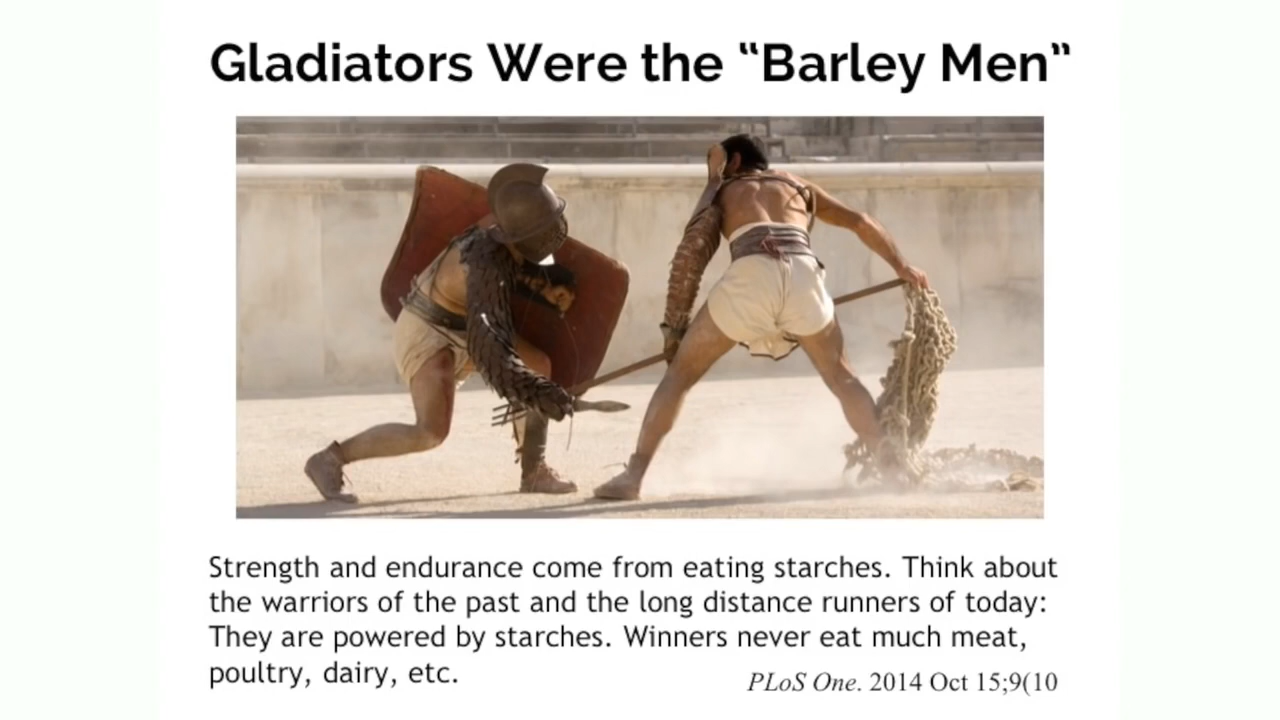 Gladiators Were the “Barley Men”
Strength and endurance come from eating starches. Think about
the warriors of the past and the long distance runners of today:
They are powered by starches. Winners never eat much meat,
poultry, dairy, etc.
PLoS One. 2014 Oct 15;9(10